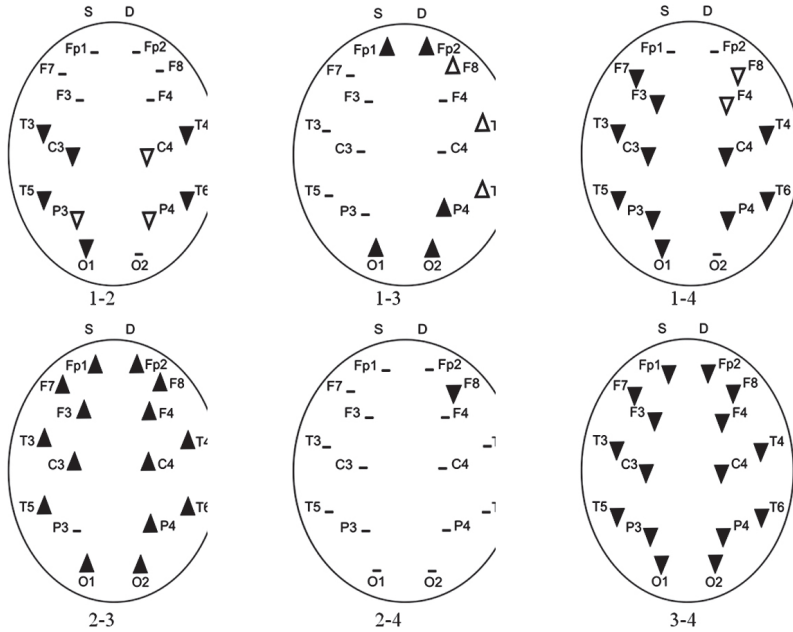 S D
Fp1 Fp2
F7 F8
F3 F4
T3 T4
C3 C4
T5 T6
P3 P4
O1 O2
1-2
S D
Fp1 Fp2
F7 F8
F3 F4
T3
C3 C4
T5
P3 P4
O1 O2
1-3
S D
Fp1 Fp2
F7 F8
F3 F4
T3 T4
C3 C4
T5 T6
P3 P4
O1 O2
1-4
S D
Fp1 Fp2
F7 F8
F3 F4
T3 T4
C3 C4
T5 T6
P3 P4
O1 O2
2-3
S D
Fp1 Fp2
F7 F8
F3 F4
T3
C3 C4
T5
P3 P4
O1 O2
2-4
S D
Fp1 Fp2
F7 F8
F3 F4
T3 T4
C3 C4
T5 T6
P3 P4
O1 O2
3-4